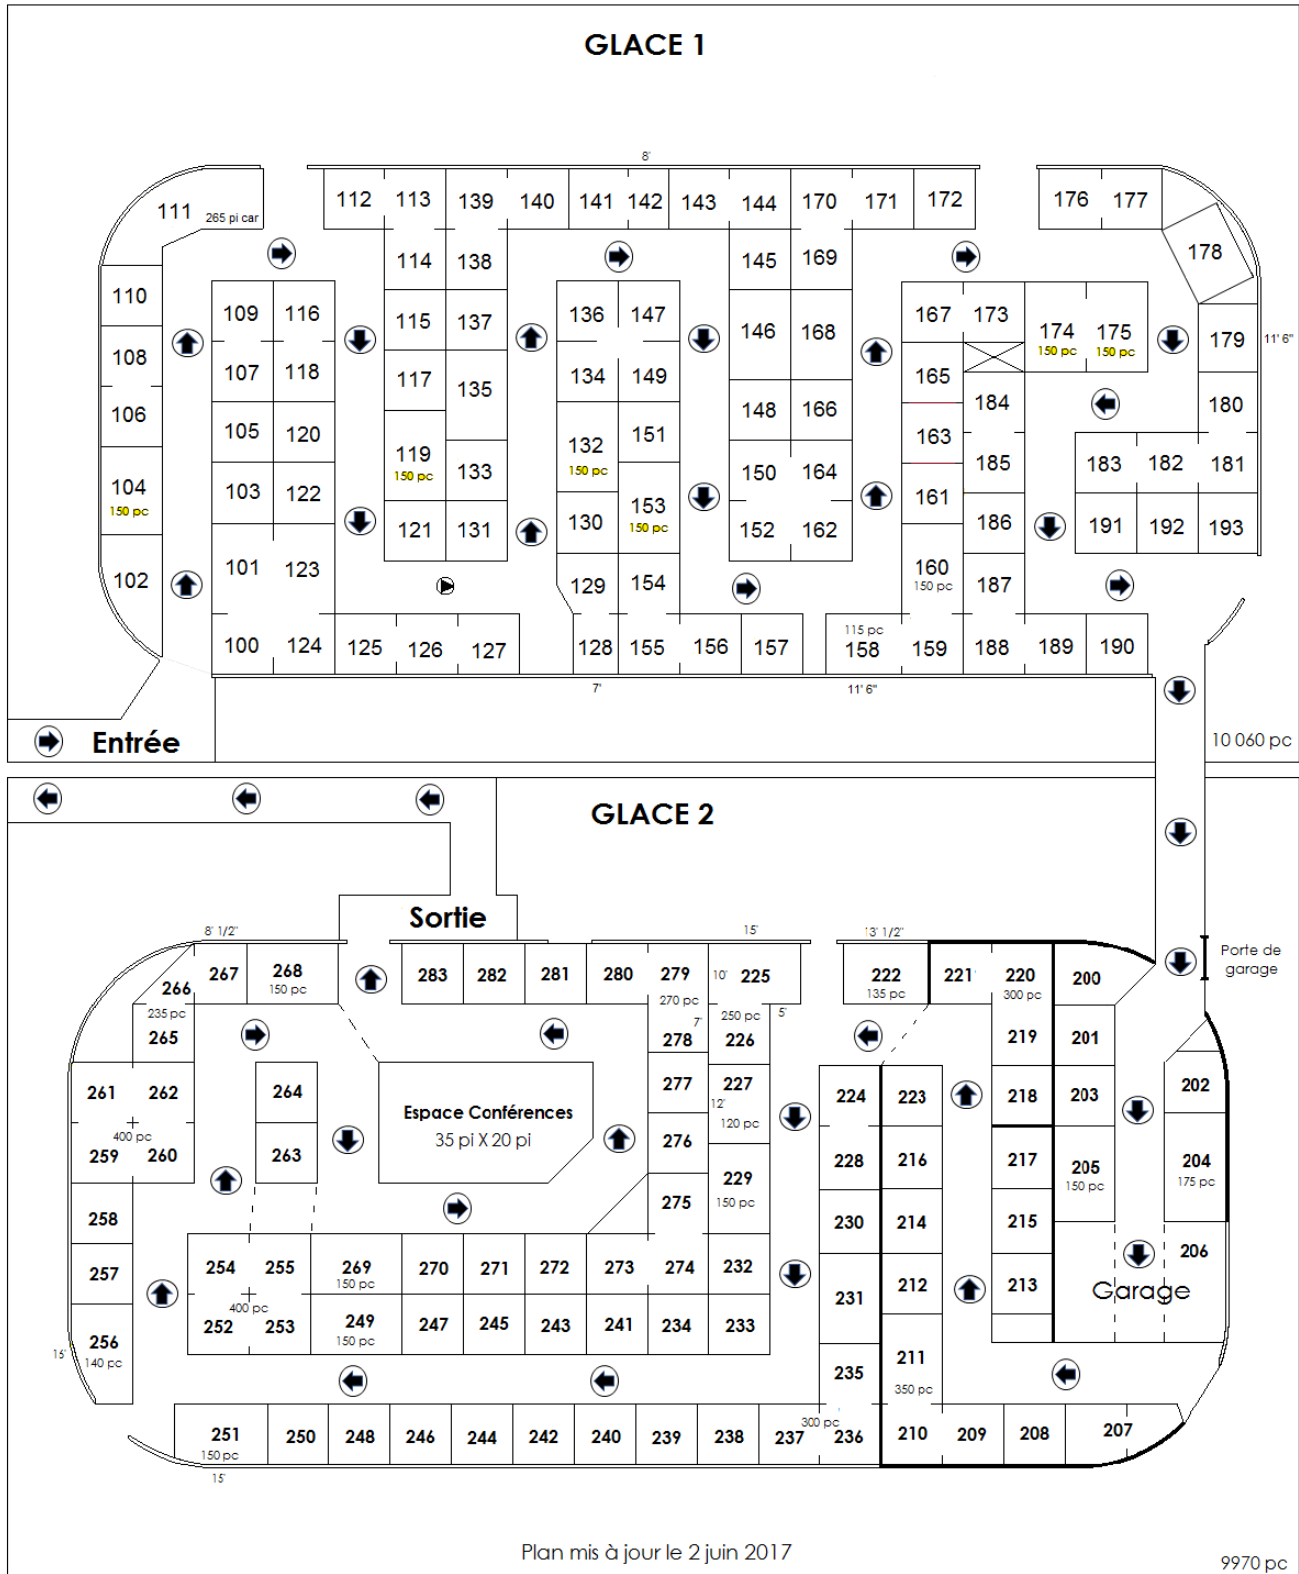 GLACE 1
8'
111 265 pi car
112 113 139 140 141 142 143 144 170 171 172 176 177
114 138 145 169 178
110
109 116 115 137 136 147 146 168 167 173 174 175 179 11' 6"
150 pc 150 pc
108 107 118 117 135 134 149 165
106 105 120 148 166 184 180
119 133 132 151 163
150 pc 150 pc
104 103 122 150 164 161 185 183 182 181
150 pc
153
150 pc
121 131 130 152 162 186 191 192 193
102 101 123 129 154 160 187
150 pc
115 pc
100 124 125 126 127 128 155 156 157 158 159 188 189 190
7' 11' 6"
Entrée
10 060 pc
GLACE 2
Sortie
8' 1/2" 15' 13' 1/2"
Porte de
garage
267 268 283 282 281 280 279 10' 225 222 221 220 200
150 pc 270 pc 135 pc 300 pc
266
235 pc 7' 250 pc 5'
265 278 226 219 201
261 262 264 277 227 224 223 218 203 202
12'
120 pc
Espace Conférences
35 pi X 20 pi
400 pc
259 260 263 276 228 216 217 205 204
150 pc 175 pc
229
150 pc
258 275 230 214 215 206
257 254 255 269 270 271 272 273 274 232 231 212 213 Garage
150 pc
400 pc
252 253 249 247 245 243 241 234 233
150 pc
256
140 pc
16'
235 211
350 pc
300 pc
251 250 248 246 244 242 240 239 238 237 236 210 209 208 207
150 pc
15'
Plan mis à jour le 2 juin 2017
9970 pc